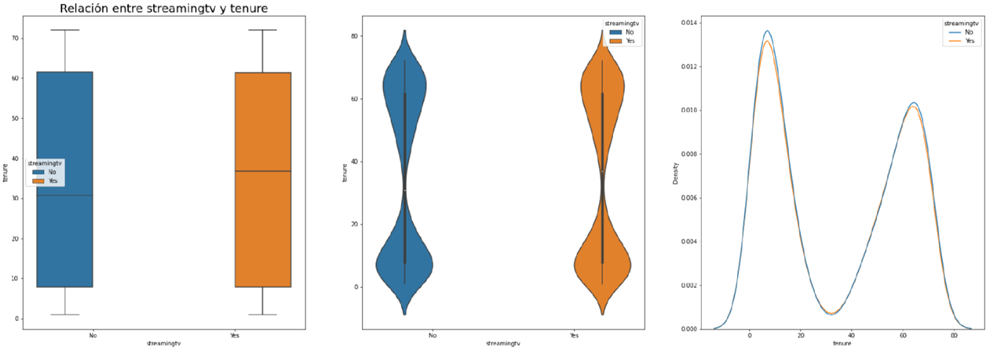 Relación entre streamingtv y tenure
tenure
70
60
50
40
30
20
10
0
streamingtv
No
Yes
No
Yes
streamingtv
tenure
80
60
40
20
0
streamingtv
No
Yes
No
Yes
streamingtv
Density
0.014
0.012
0.010
0.008
0.006
0.004
0.002
0.000
streamingtv
No
Yes
0
20
40
60
80
tenure